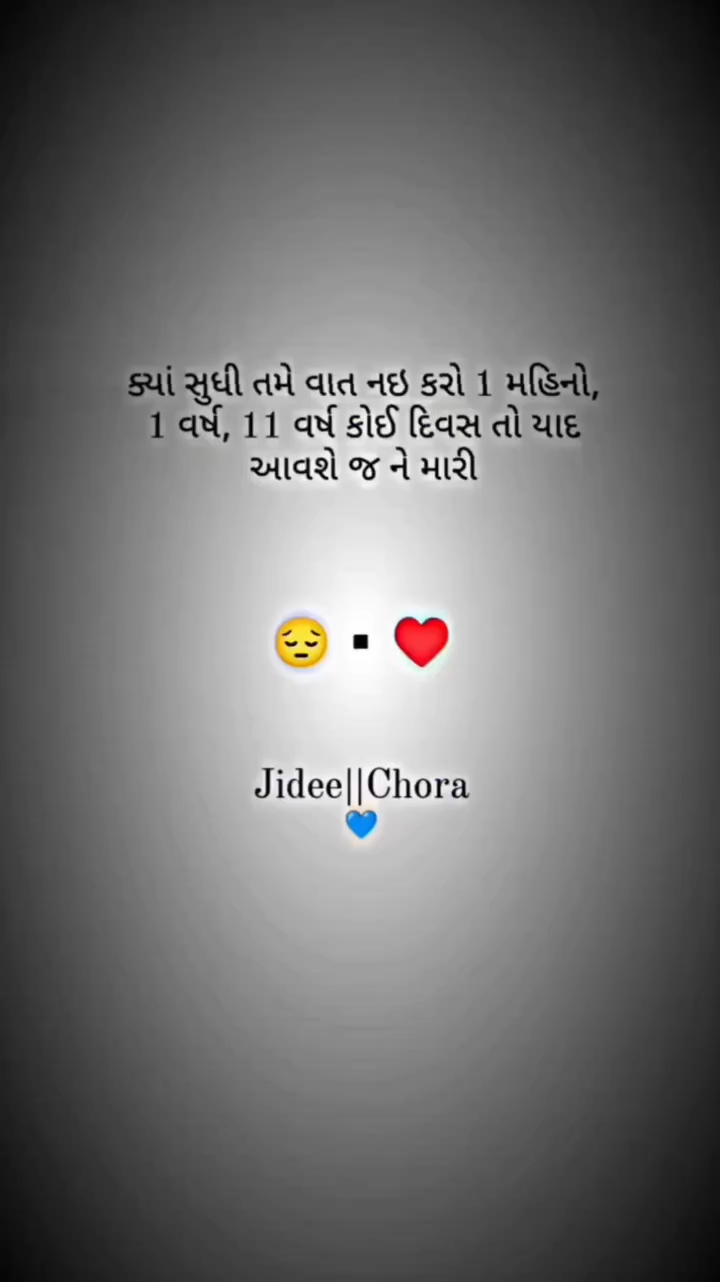 ક્યાં સુધી તમે વાત નઇ કરો 1 મહિનો,
1 વર્ષ, 11 વર્ષ કોઈ દિવસ તો યાદ
આવશે જ ને મારી
😔▪️❤️
Jidee||Chora
💙